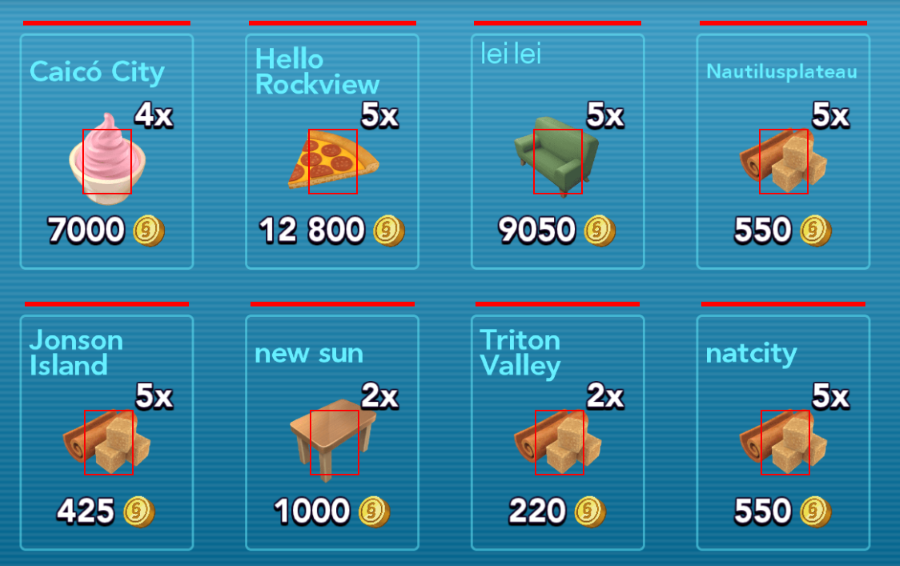 Caicó City
4x
7000
Hello
Rockview
5x
12 800
lei lei
5x
9050
Nautilusplateau
5x
550
Jonson
Island
5x
425
new sun
2x
1000
Triton
Valley
2x
220
natcity
5x
550